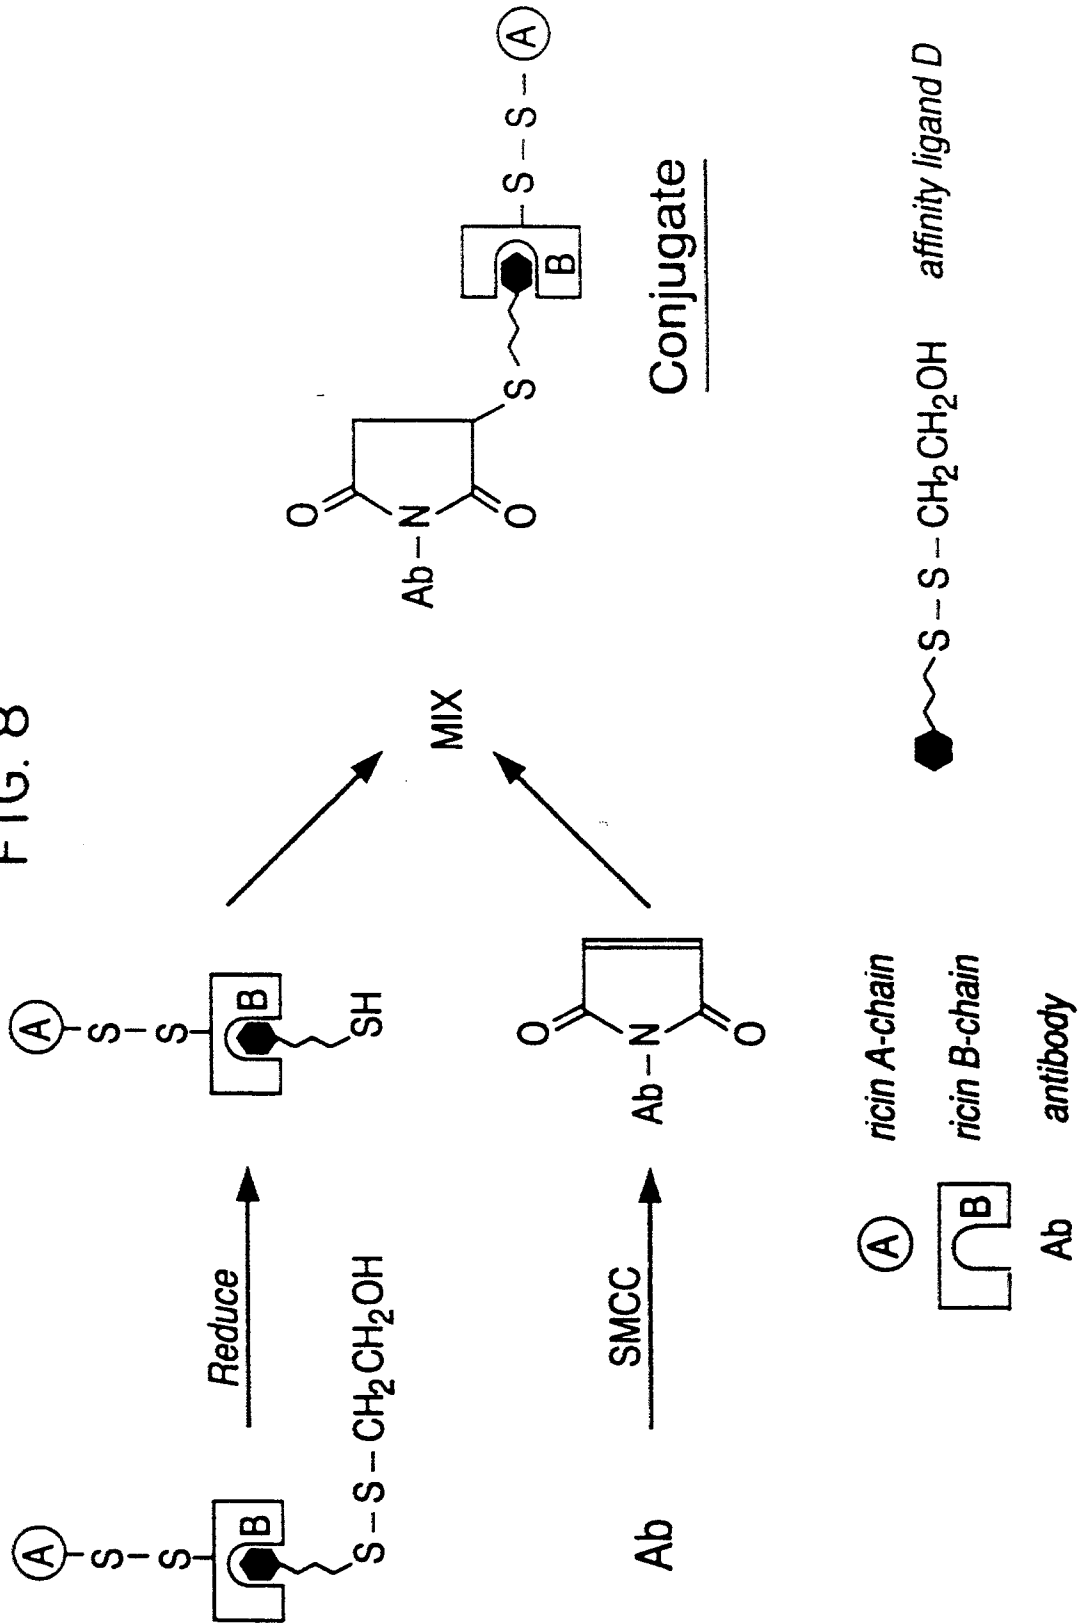 FIG. 8
A
S - S
B
S - S - CH2CH2OH
Reduce
A
S - S
B
SH
Ab
SMCC
O
Ab - N
O
MIX
O
Ab - N
O
S
B
S - S - A
Conjugate
A ricin A-chain
B ricin B-chain
Ab antibody
S - S - CH2CH2OH affinity ligand D